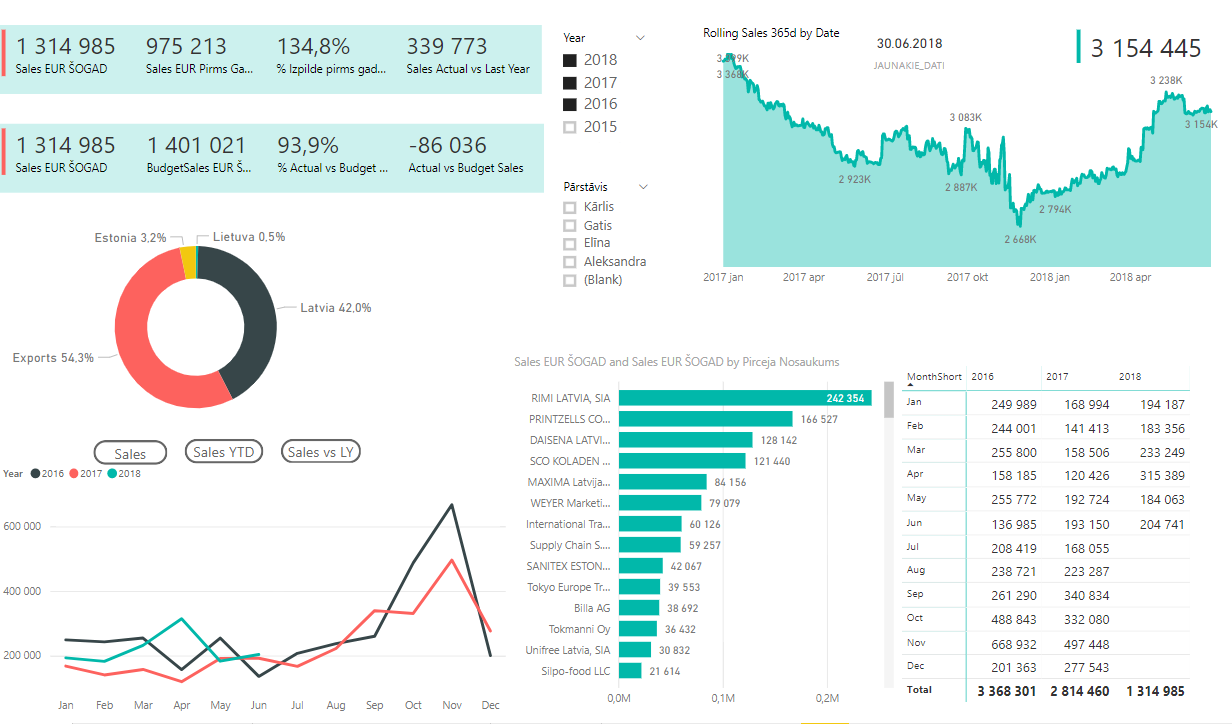 1 314 985 975 213 134,8% 339 773
Sales EUR ŠOGAD Sales EUR Pirms Ga... % Izpilde pirms gad... Sales Actual vs Last Year
1 314 985 1 401 021 93,9% -86 036
Sales EUR ŠOGAD BudgetSales EUR Š... % Actual vs Budget ... Actual vs Budget Sales
Year
2018
2017
2016
2015
Pārstāvis
Kārlis
Gatis
Elīna
Aleksandra
(Blank)
Rolling Sales 365d by Date
30.06.2018
JAUNAKIE_DATI
3 154 445
3 368K
3 238K
3 083K
3 154K
2 923K
2 887K
2 794K
2 668K
2017 jan 2017 apr 2017 jūl 2017 okt 2018 jan 2018 apr
Estonia 3,2% Lietuva 0,5%
Latvia 42,0%
Exports 54,3%
Sales Sales YTD Sales vs LY
Year 2016 2017 2018
600 000
400 000
200 000
Jan Feb Mar Apr May Jun Jul Aug Sep Oct Nov Dec
Sales EUR ŠOGAD and Sales EUR ŠOGAD by Pirceja Nosaukums
RIMI LATVIA, SIA 242 354
PRINTZELLS CO... 166 527
DAISENA LATVI... 128 142
SCO KOLADEN ... 121 440
MAXIMA Latvija... 84 156
WEYER Marketi... 79 079
International Tra... 60 126
Supply Chain S.... 59 257
SANITEX ESTON... 42 067
Tokyo Europe Tr... 39 553
Billa AG 38 692
Tokmanni Oy 36 432
Unifree Latvia, SIA 30 832
Siipo-food LLC 21 614
0,0M 0,1M 0,2M
MonthShort 2016 2017 2018
Jan 249 989 168 994 194 187
Feb 244 001 141 413 183 356
Mar 255 800 158 506 233 249
Apr 158 185 120 426 315 389
May 255 772 192 724 184 063
Jun 136 985 193 150 204 741
Jul 208 419 168 055
Aug 238 721 223 287
Sep 261 290 340 834
Oct 488 843 332 080
Nov 668 932 497 448
Dec 201 363 277 543
Total 3 368 301 2 814 460 1 314 985